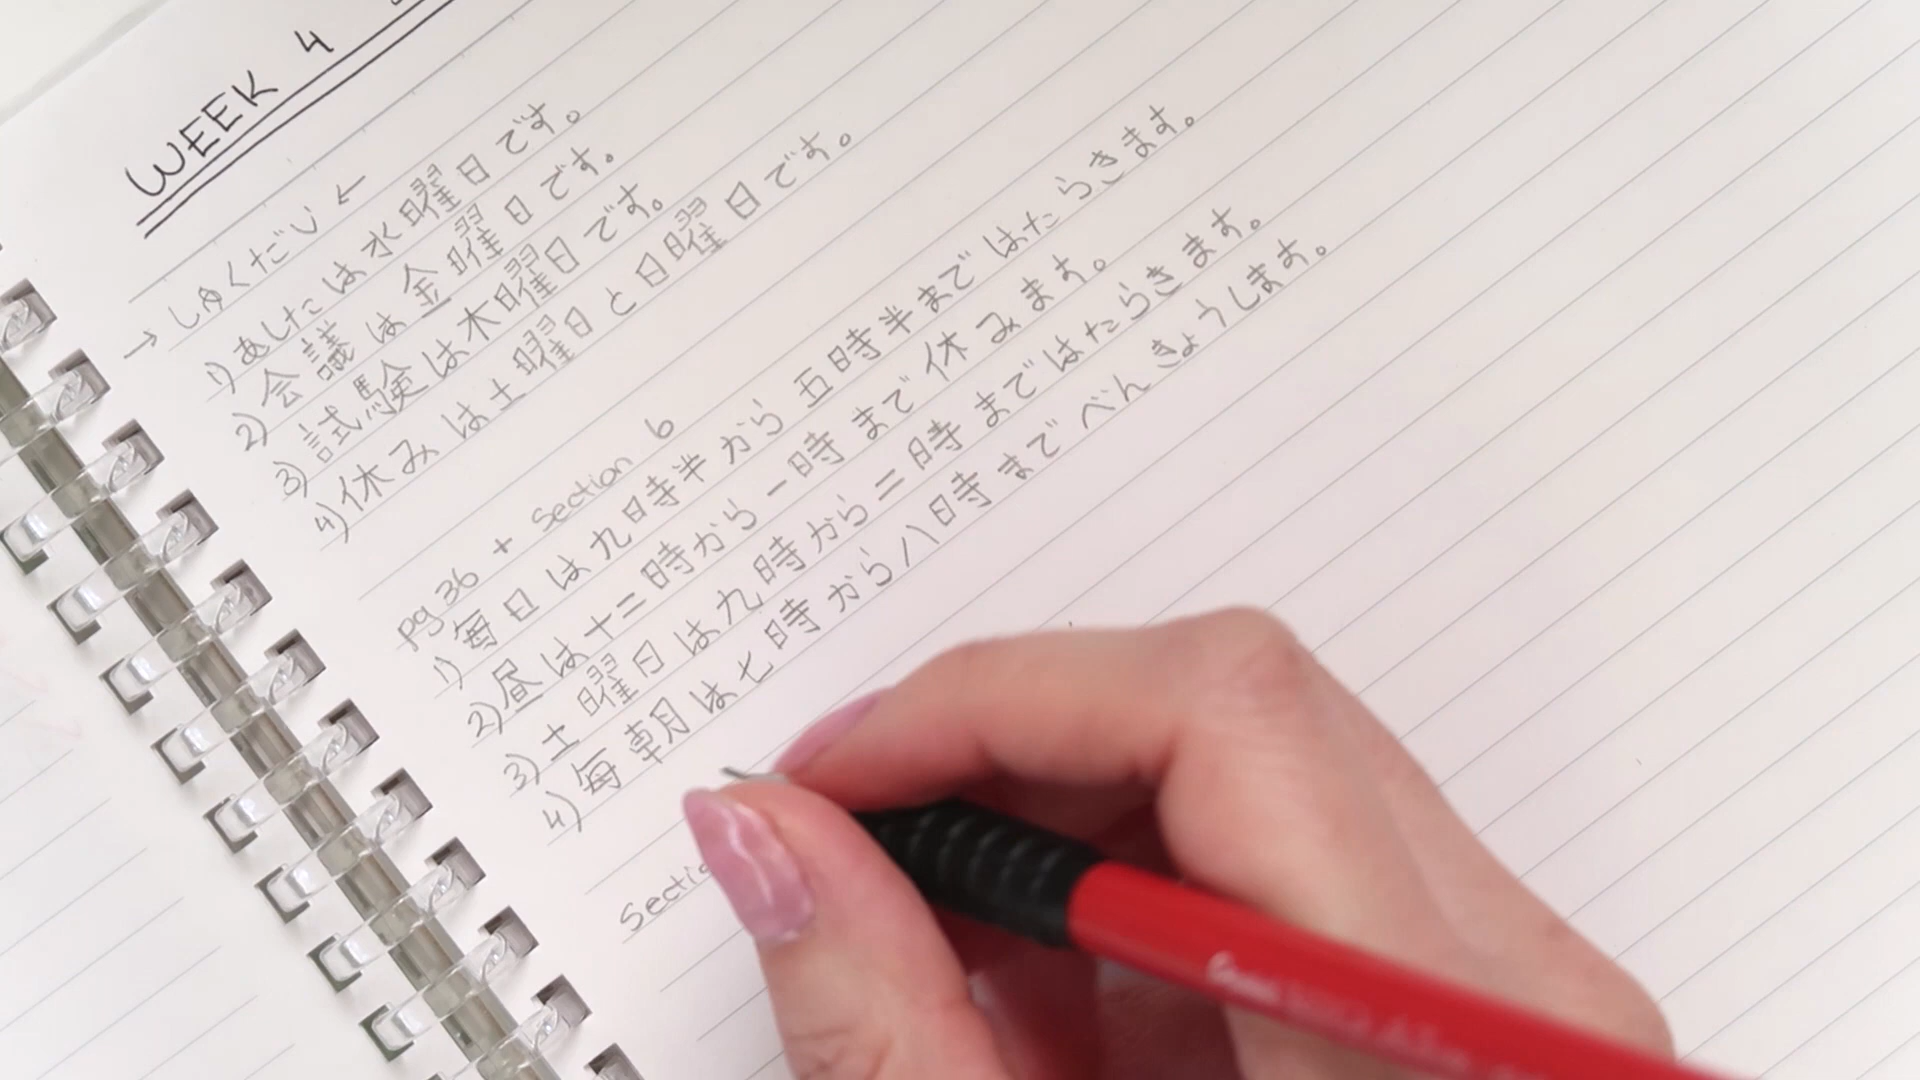 WEEK 4
→ しゅくだい ←
1) あしたは水曜日です。
2) 会議は金曜日です。
3) 試験は木曜日です。
4) 休みは土曜日と日曜日です。
pg 36 + Section 6
1) 毎日は九時半から五時半まではたらきます。
2) 昼は十二時から一時まで休みます。
3) 土曜日は九時から二時まではたらきます。
4) 毎朝は七時から八時までべんきょうします。